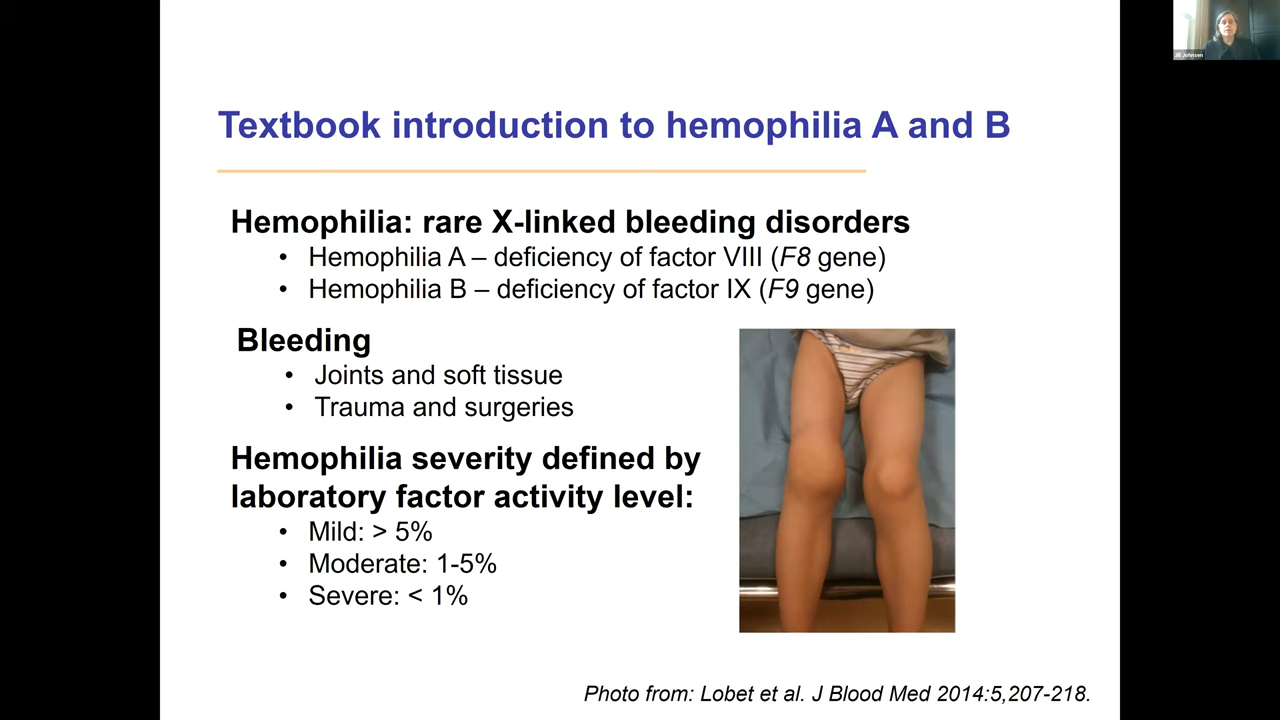 Jill Johnsen
Textbook introduction to hemophilia A and B
Hemophilia: rare X-linked bleeding disorders
• Hemophilia A – deficiency of factor VIII (F8 gene)
• Hemophilia B – deficiency of factor IX (F9 gene)
Bleeding
• Joints and soft tissue
• Trauma and surgeries
Hemophilia severity defined by
laboratory factor activity level:
• Mild: > 5%
• Moderate: 1-5%
• Severe: < 1%
Photo from: Lobet et al. J Blood Med 2014:5,207-218.